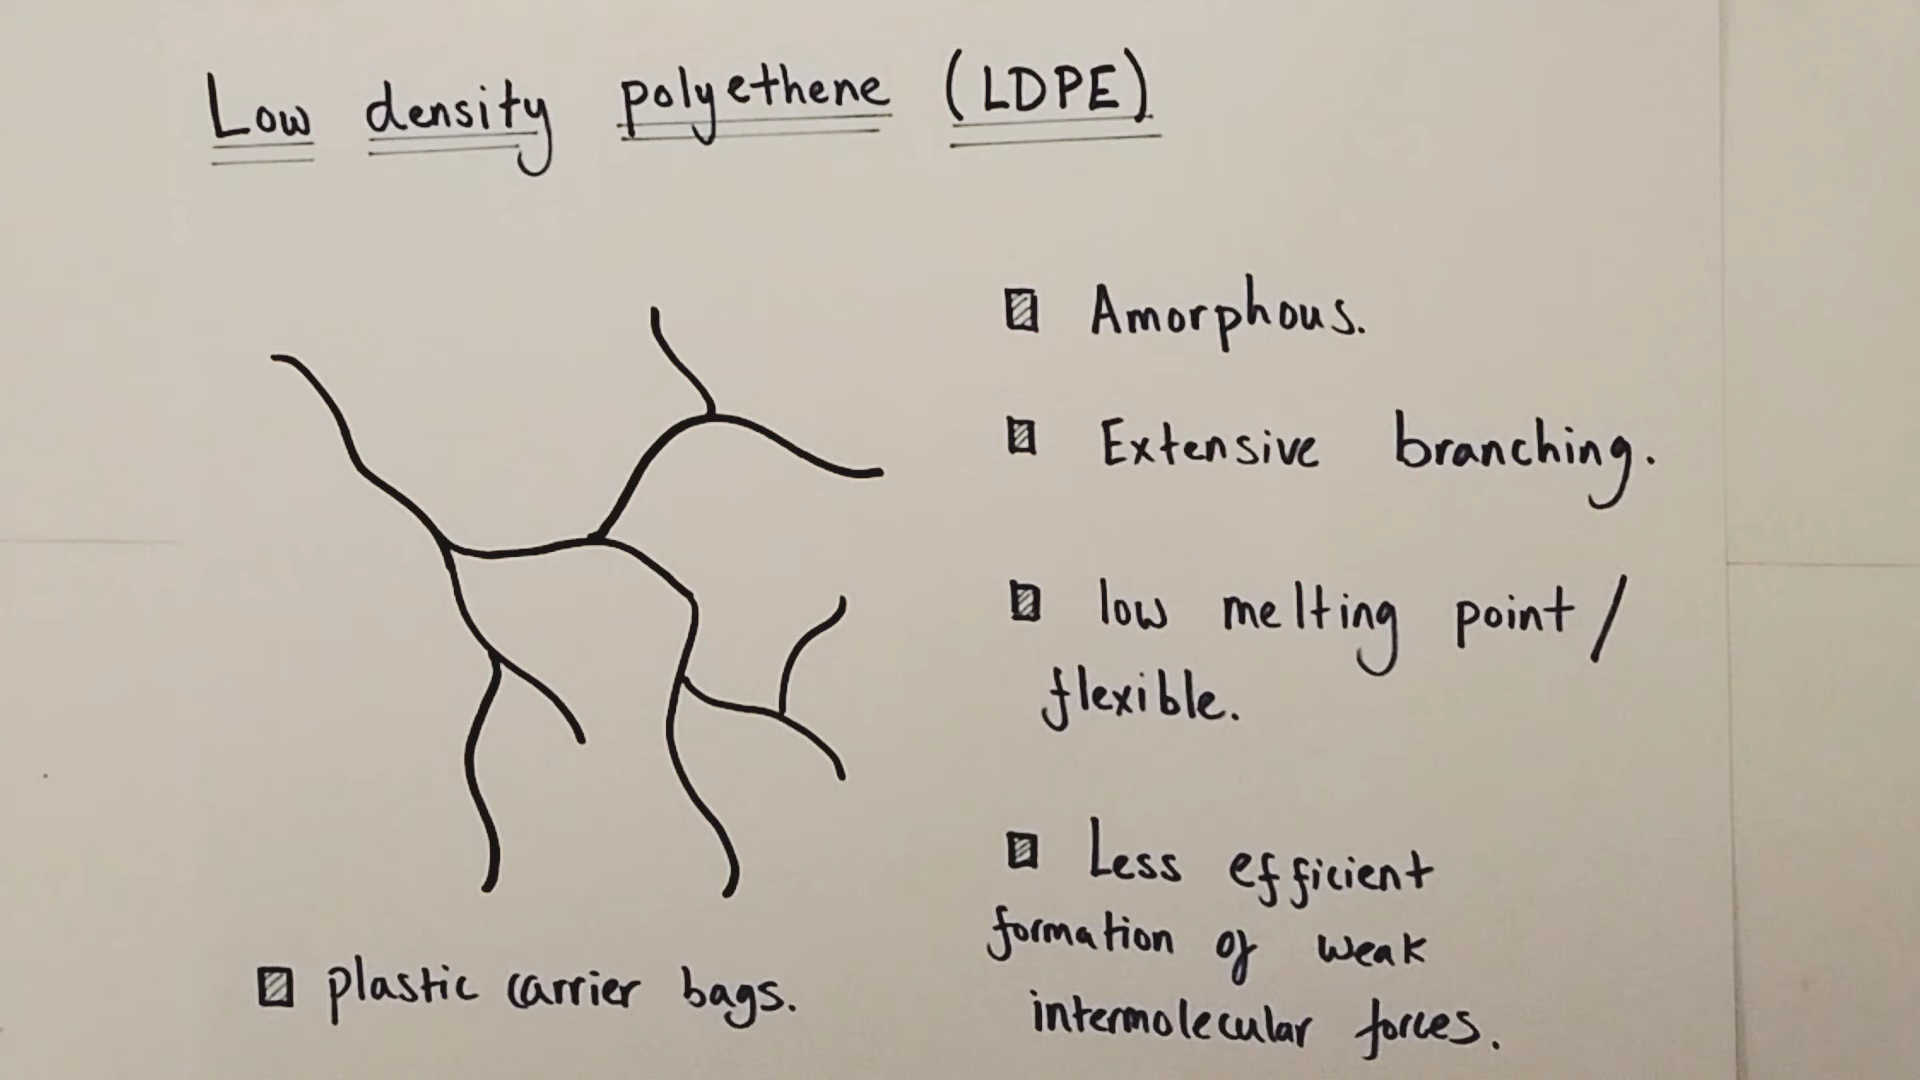 Low density polyethene (LDPE)
Amorphous.
Extensive branching.
low melting point /
flexible.
Less efficient
formation of weak
intermolecular forces.
plastic carrier bags.